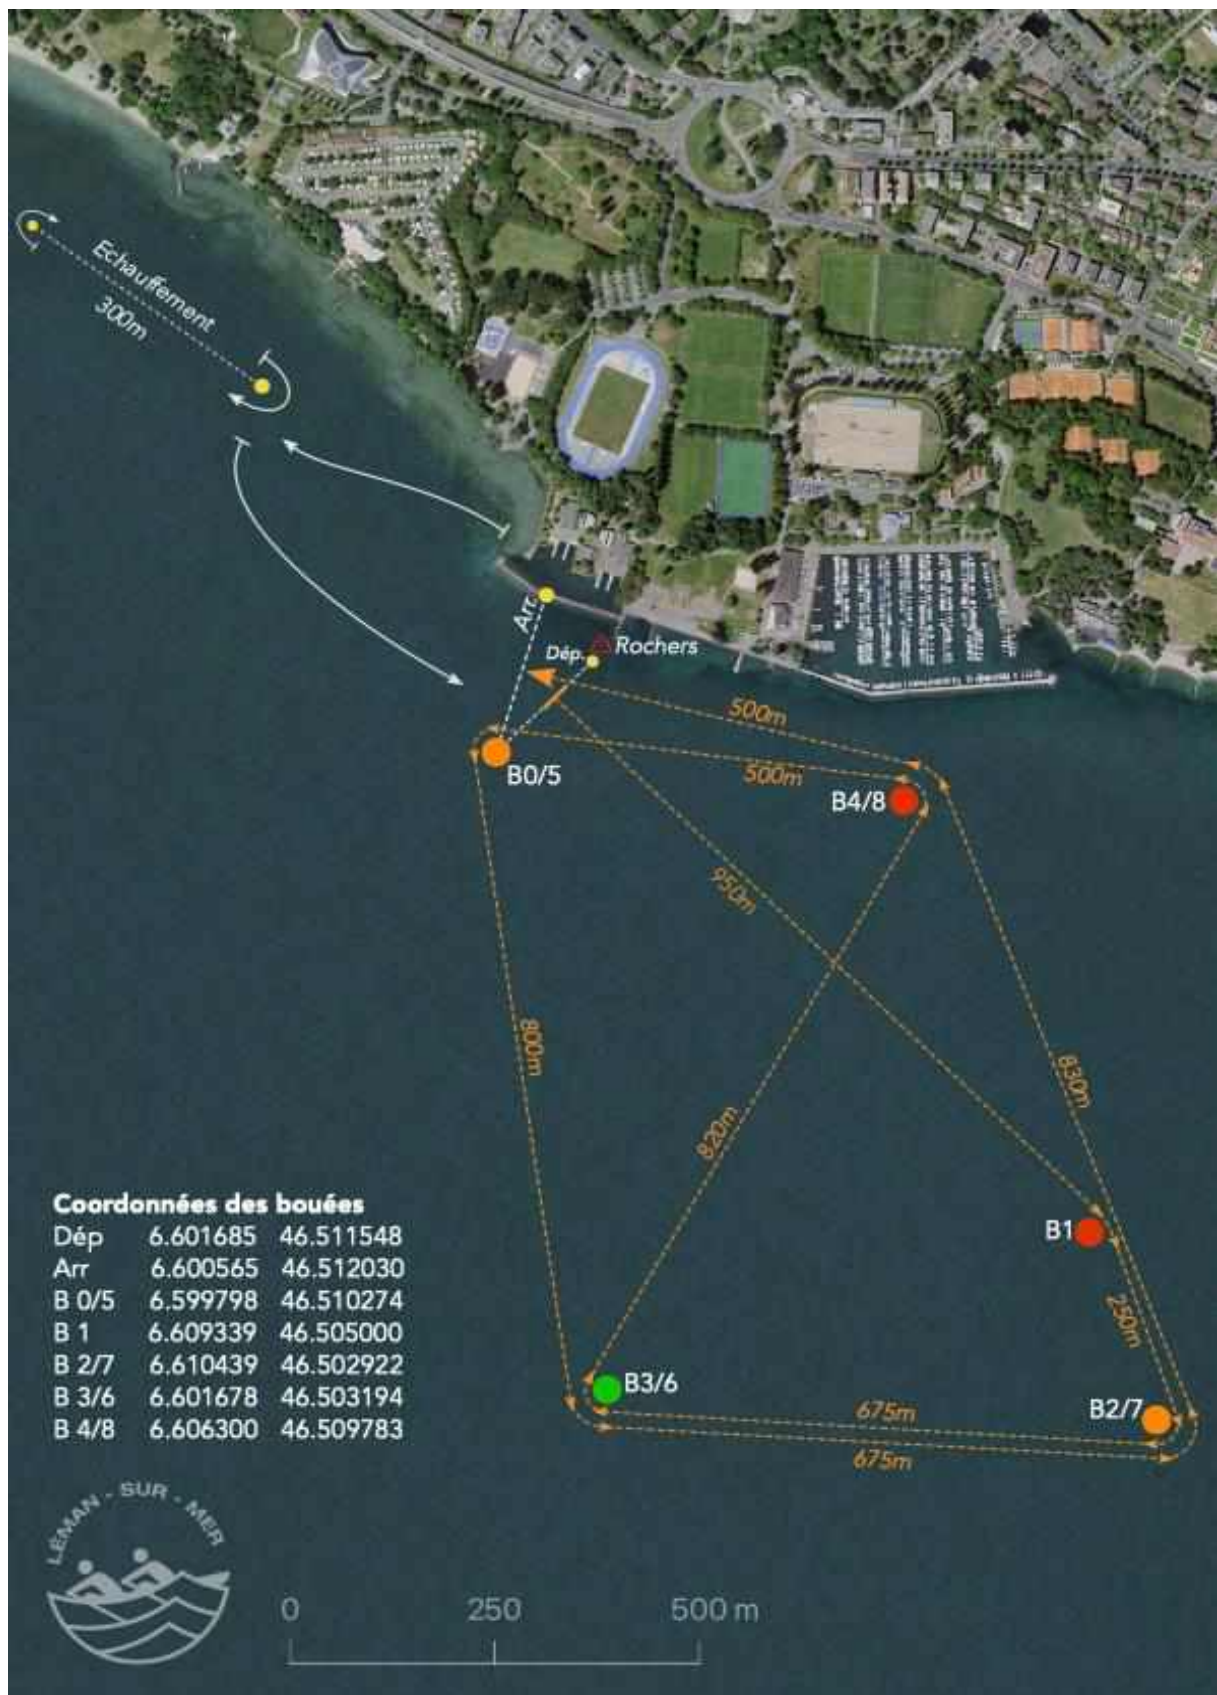 Echauffement
300m
Arr.
Dép.
Rochers
500m
500m
B0/5
B4/8
950m
800m
830m
820m
B1
250m
B3/6
675m
B2/7
675m
Coordonnées des bouées
Dép 6.601685 46.511548
Arr 6.600565 46.512030
B 0/5 6.599798 46.510274
B 1 6.609339 46.505000
B 2/7 6.610439 46.502922
B 3/6 6.601678 46.503194
B 4/8 6.606300 46.509783
LÉMAN - SUR - MER
0 250 500 m